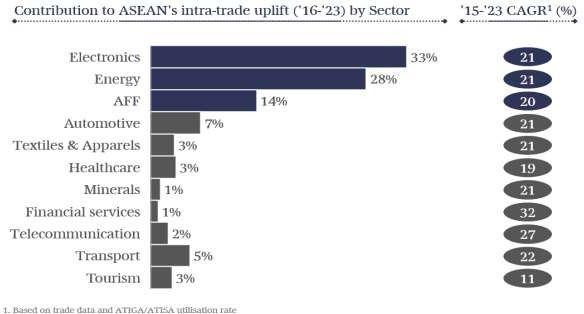 Contribution to ASEAN's intra-trade uplift ('16-'23) by Sector '15-'23 CAGR¹ (%)
Electronics 33% 21
Energy 28% 21
AFF 14% 20
Automotive 7% 21
Textiles & Apparels 3% 21
Healthcare 3% 19
Minerals 1% 21
Financial services 1% 32
Telecommunication 2% 27
Transport 5% 22
Tourism 3% 11
1. Based on trade data and ATIGA/ATISA utilisation rate